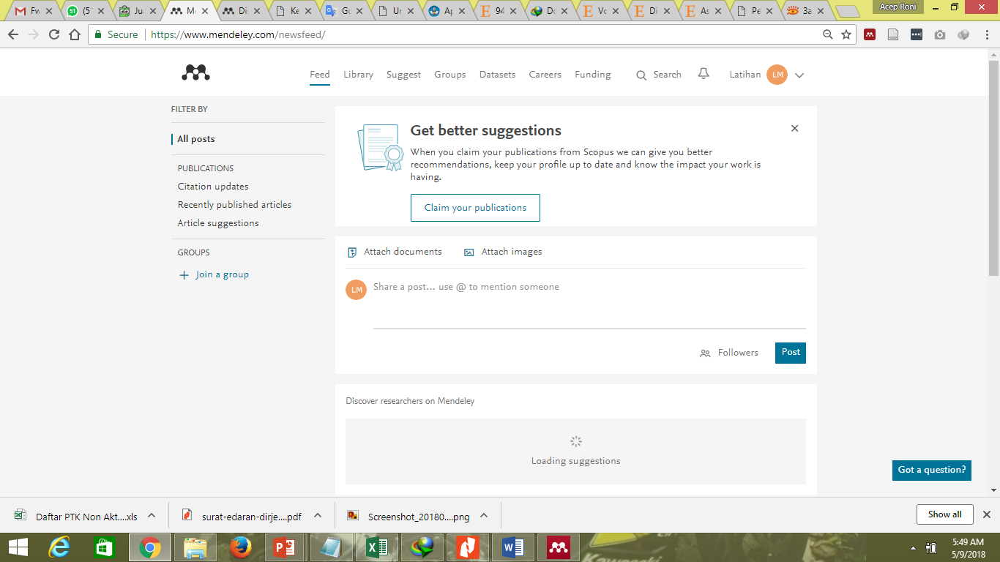 Fw
(5
Ju
M
Di
Ke
Go
Ur
Ap
94
Do
Vo
Di
As
Pe
За
Acep Roni
Secure
https://www.mendeley.com/newsfeed/
Feed
Library
Suggest
Groups
Datasets
Careers
Funding
Search
Latihan
LM
FILTER BY
All posts
PUBLICATIONS
Citation updates
Recently published articles
Article suggestions
GROUPS
Join a group
Get better suggestions
When you claim your publications from Scopus we can give you better
recommendations, keep your profile up to date and know the impact your work is
having.
Claim your publications
Attach documents
Attach images
LM
Share a post... use @ to mention someone
Followers
Post
Discover researchers on Mendeley
Loading suggestions
Got a question?
Daftar PTK Non Akt....xls
surat-edaran-dirje....pdf
Screenshot_20180....png
Show all
5:49 AM
5/9/2018